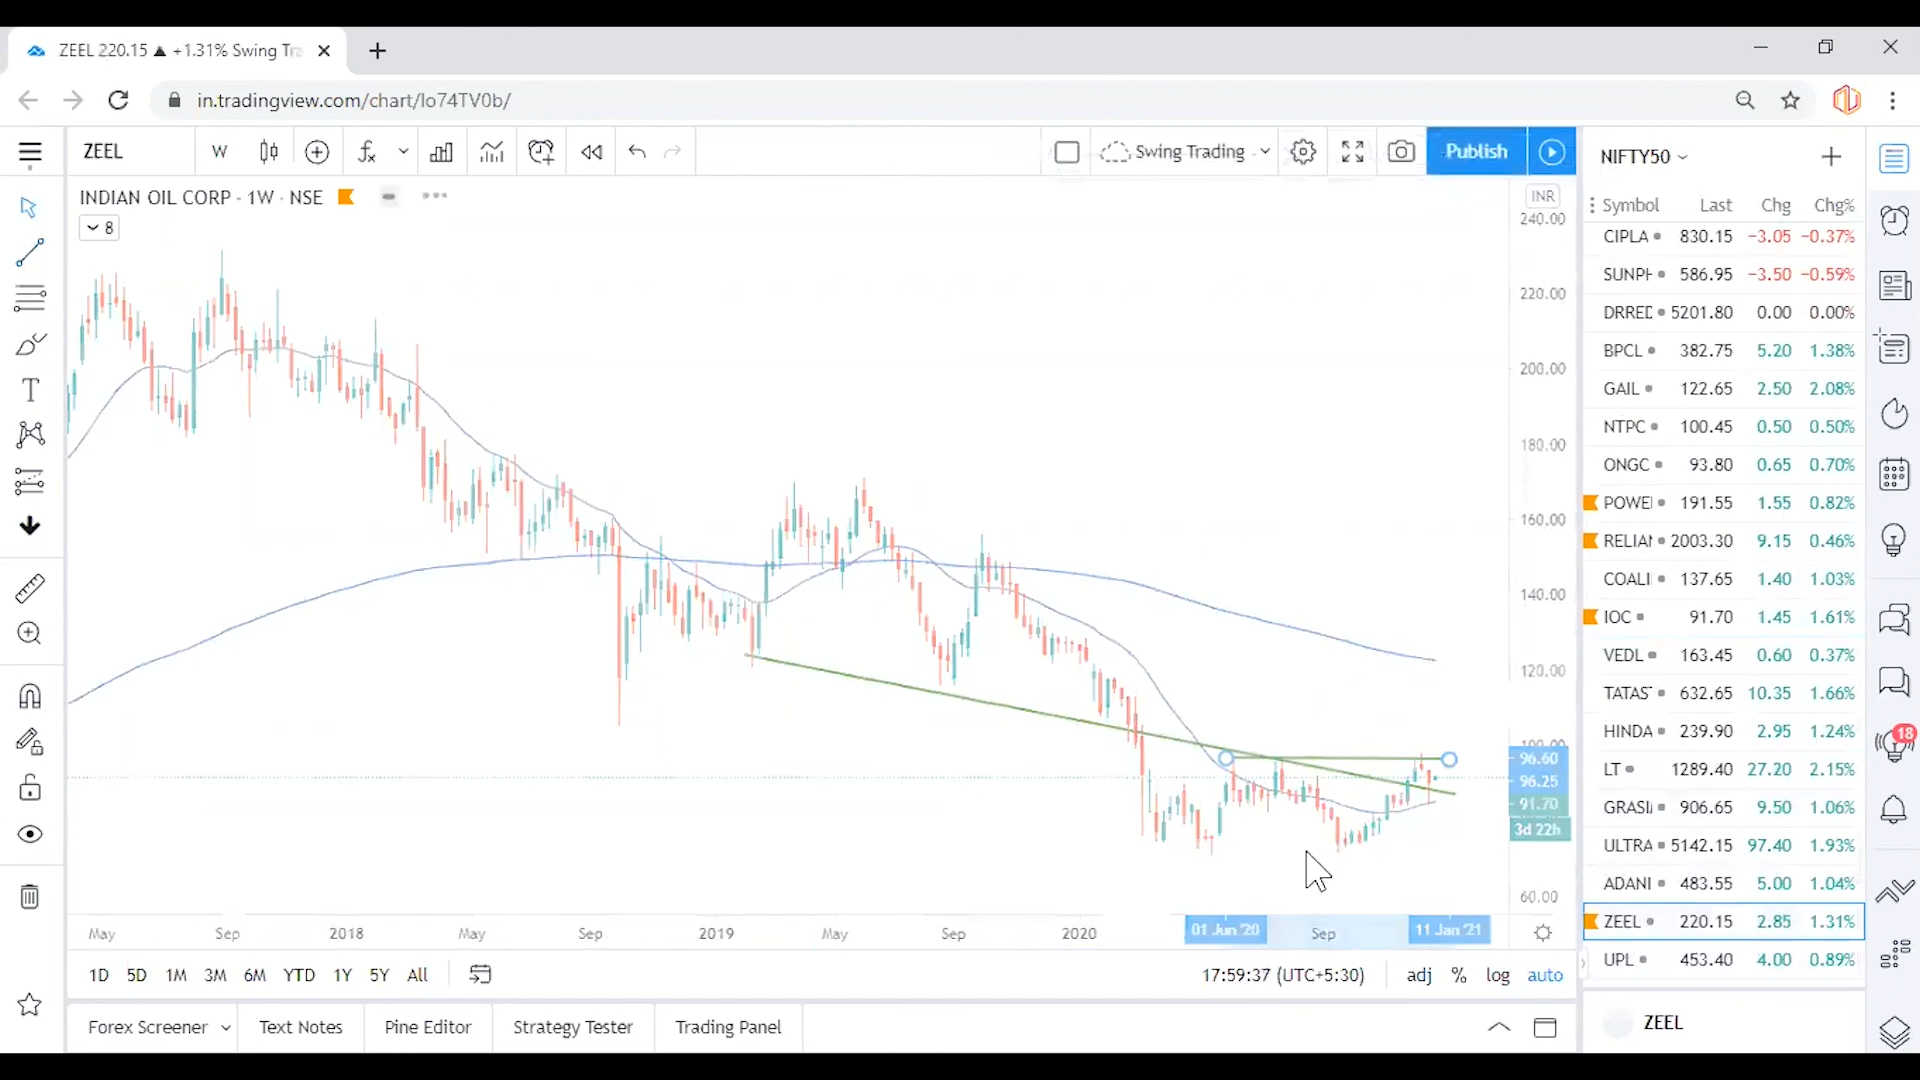 ZEEL 220.15 ▲ +1.31% Swing Tr
in.tradingview.com/chart/Io74TV0b/
ZEEL W Swing Trading Publish
NIFTY50
INDIAN OIL CORP - 1W · NSE
8
INR
240.00
220.00
200.00
180.00
160.00
140.00
120.00
100.00
96.60
96.25
91.70
3d 22h
60.00
May Sep 2018 May Sep 2019 May Sep 2020 01 Jun '20 Sep 11 Jan '21
1D 5D 1M 3M 6M YTD 1Y 5Y All
17:59:37 (UTC+5:30) adj % log auto
Forex Screener Text Notes Pine Editor Strategy Tester Trading Panel
Symbol Last Chg Chg%
CIPLA 830.15 −3.05 −0.37%
SUNPH 586.95 −3.50 −0.59%
DRRED 5201.80 0.00 0.00%
BPCL 382.75 5.20 1.38%
GAIL 122.65 2.50 2.08%
NTPC 100.45 0.50 0.50%
ONGC 93.80 0.65 0.70%
POWE 191.55 1.55 0.82%
RELIAN 2003.30 9.15 0.46%
COALI 137.65 1.40 1.03%
IOC 91.70 1.45 1.61%
VEDL 163.45 0.60 0.37%
TATAS 632.65 10.35 1.66%
HINDA 239.90 2.95 1.24%
LT 1289.40 27.20 2.15%
GRASI 906.65 9.50 1.06%
ULTRA 5142.15 97.40 1.93%
ADANI 483.55 5.00 1.04%
ZEEL 220.15 2.85 1.31%
UPL 453.40 4.00 0.89%
ZEEL
18